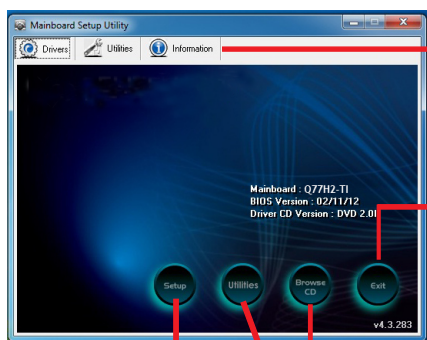 Mainboard Setup Utility
Drivers Utilities Information
Mainboard : Q77H2-TI
BIOS Version : 02/11/12
Driver CD Version : DVD 2.0
Setup Utilities Browse CD Exit
v4.3.283